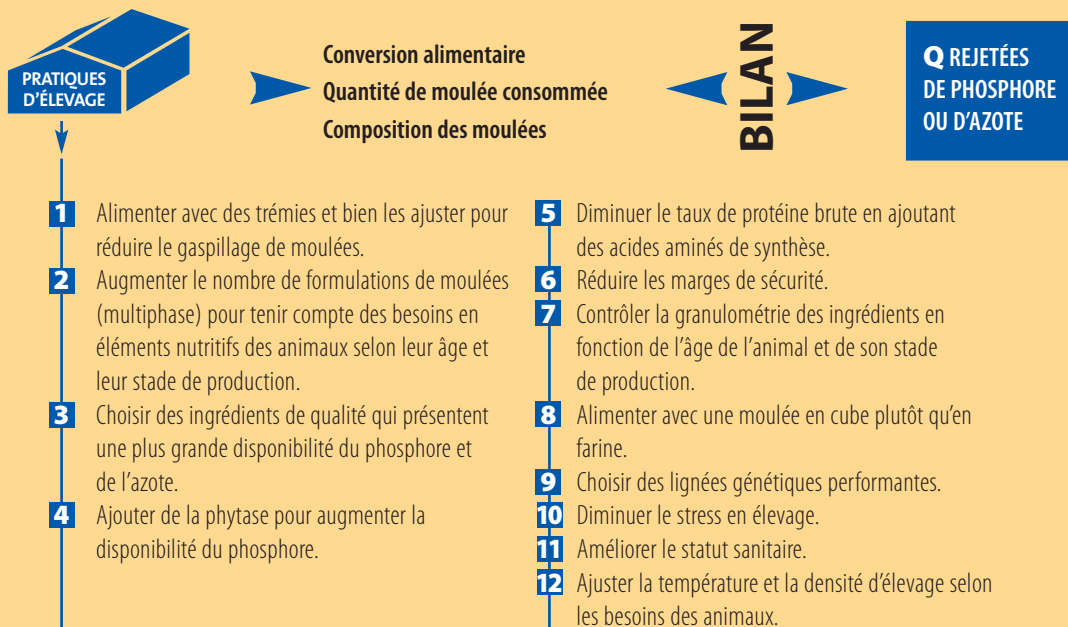 PRATIQUES
D'ÉLEVAGE
Conversion alimentaire
Quantité de moulée consommée
Composition des moulées
BILAN
Q REJETÉES
DE PHOSPHORE
OU D'AZOTE
1 Alimenter avec des trémies et bien les ajuster pour
réduire le gaspillage de moulées.
2 Augmenter le nombre de formulations de moulées
(multiphase) pour tenir compte des besoins en
éléments nutritifs des animaux selon leur âge et
leur stade de production.
3 Choisir des ingrédients de qualité qui présentent
une plus grande disponibilité du phosphore et
de l'azote.
4 Ajouter de la phytase pour augmenter la
disponibilité du phosphore.
5 Diminuer le taux de protéine brute en ajoutant
des acides aminés de synthèse.
6 Réduire les marges de sécurité.
7 Contrôler la granulométrie des ingrédients en
fonction de l'âge de l'animal et de son stade
de production.
8 Alimenter avec une moulée en cube plutôt qu'en
farine.
9 Choisir des lignées génétiques performantes.
10 Diminuer le stress en élevage.
11 Améliorer le statut sanitaire.
12 Ajuster la température et la densité d'élevage selon
les besoins des animaux.